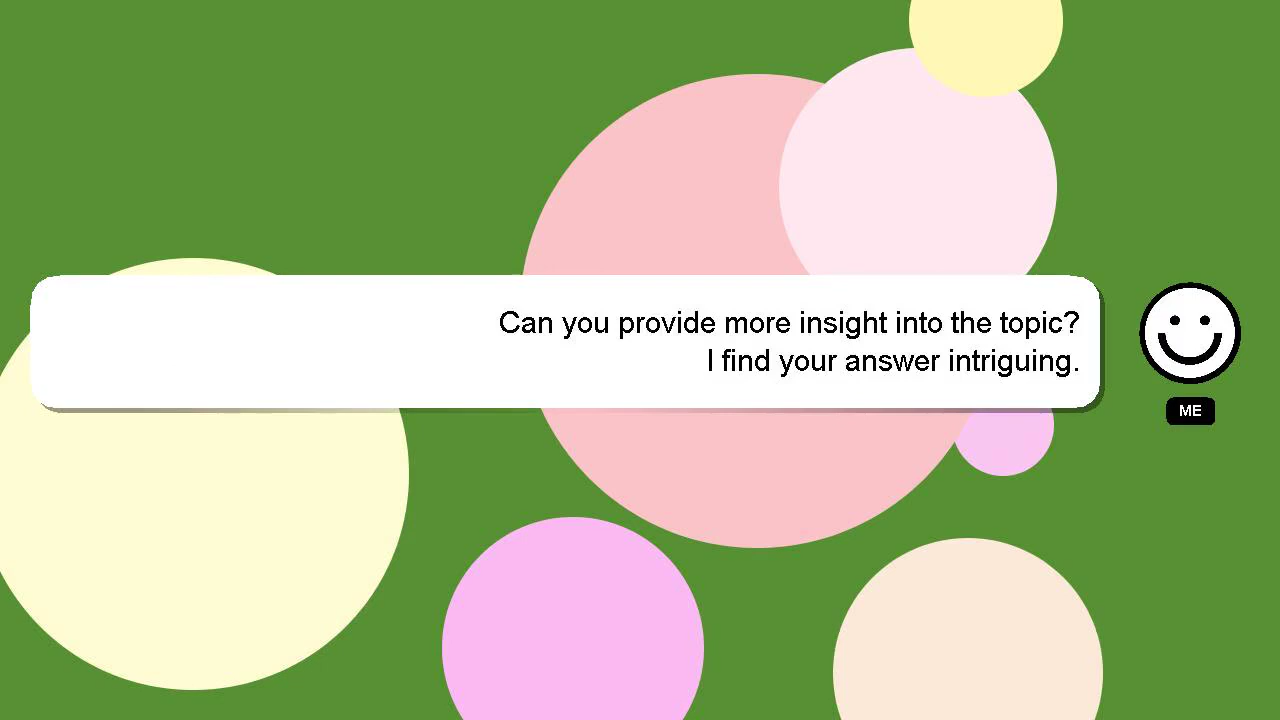 Can you provide more insight into the topic?
I find your answer intriguing.
ME